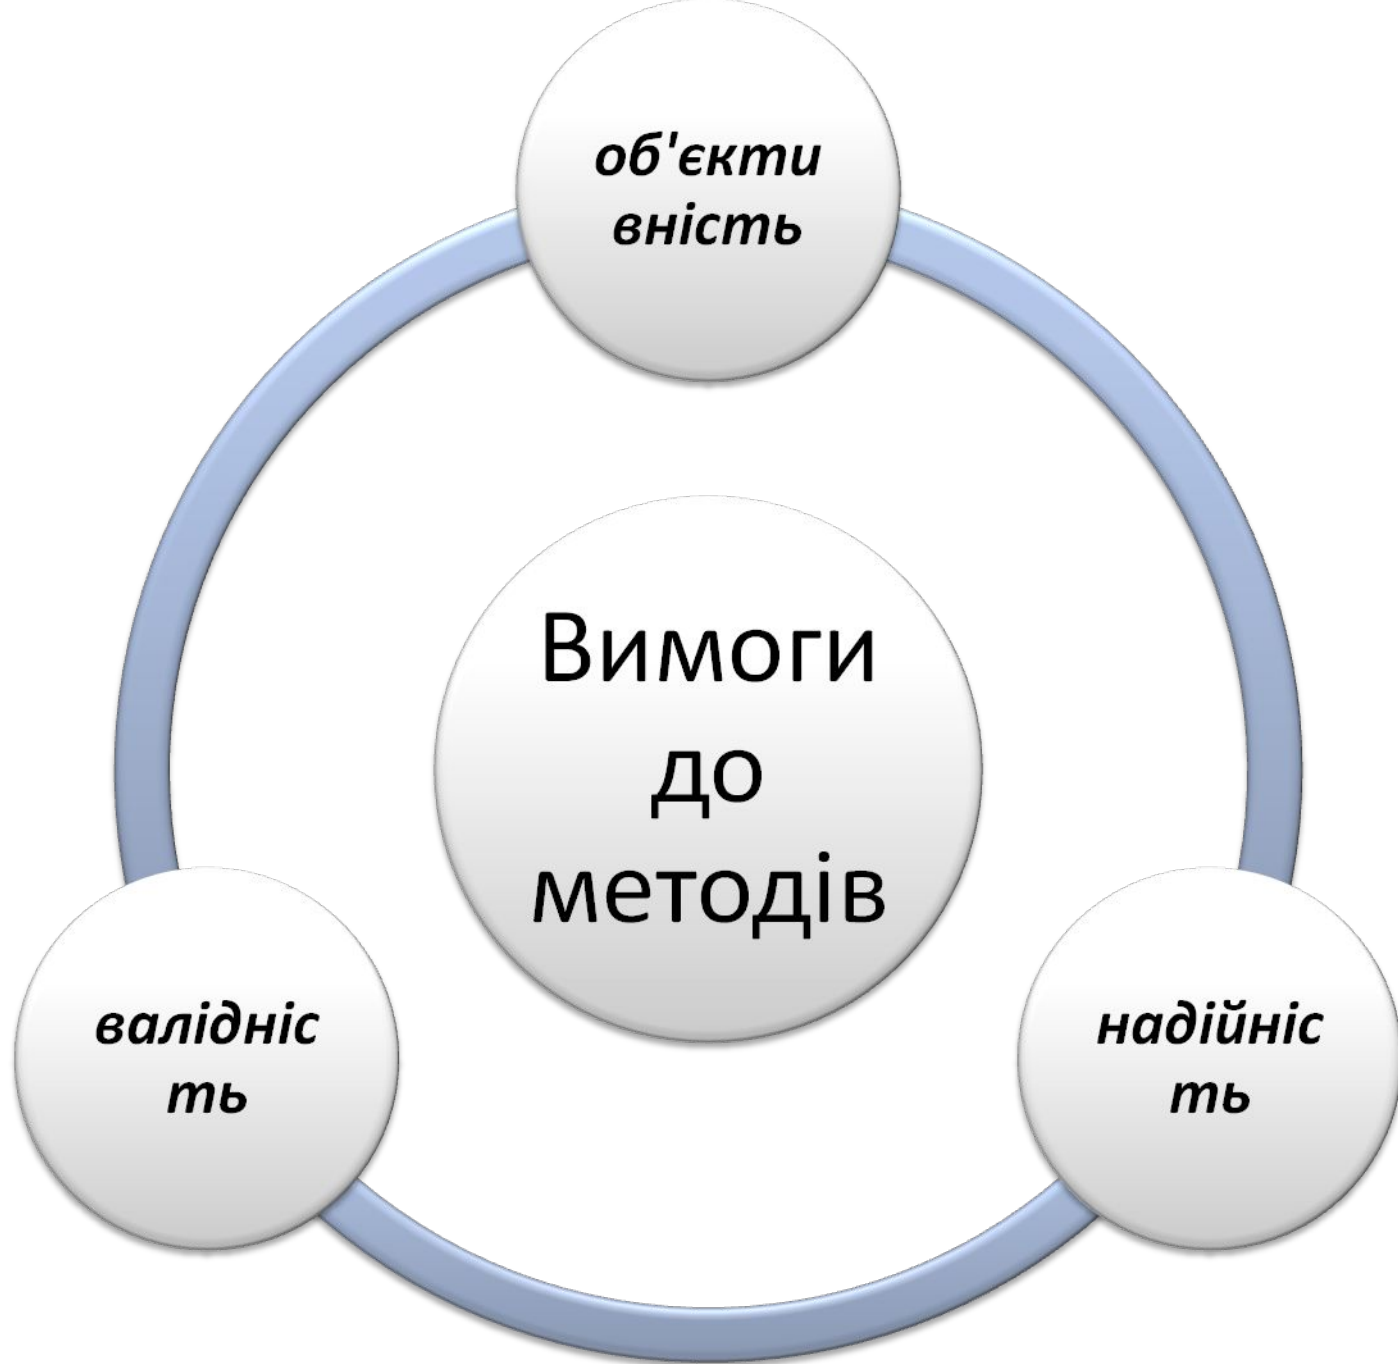 об'єкти
вність
Вимоги
до
методів
валідніс
ть
надійніс
ть